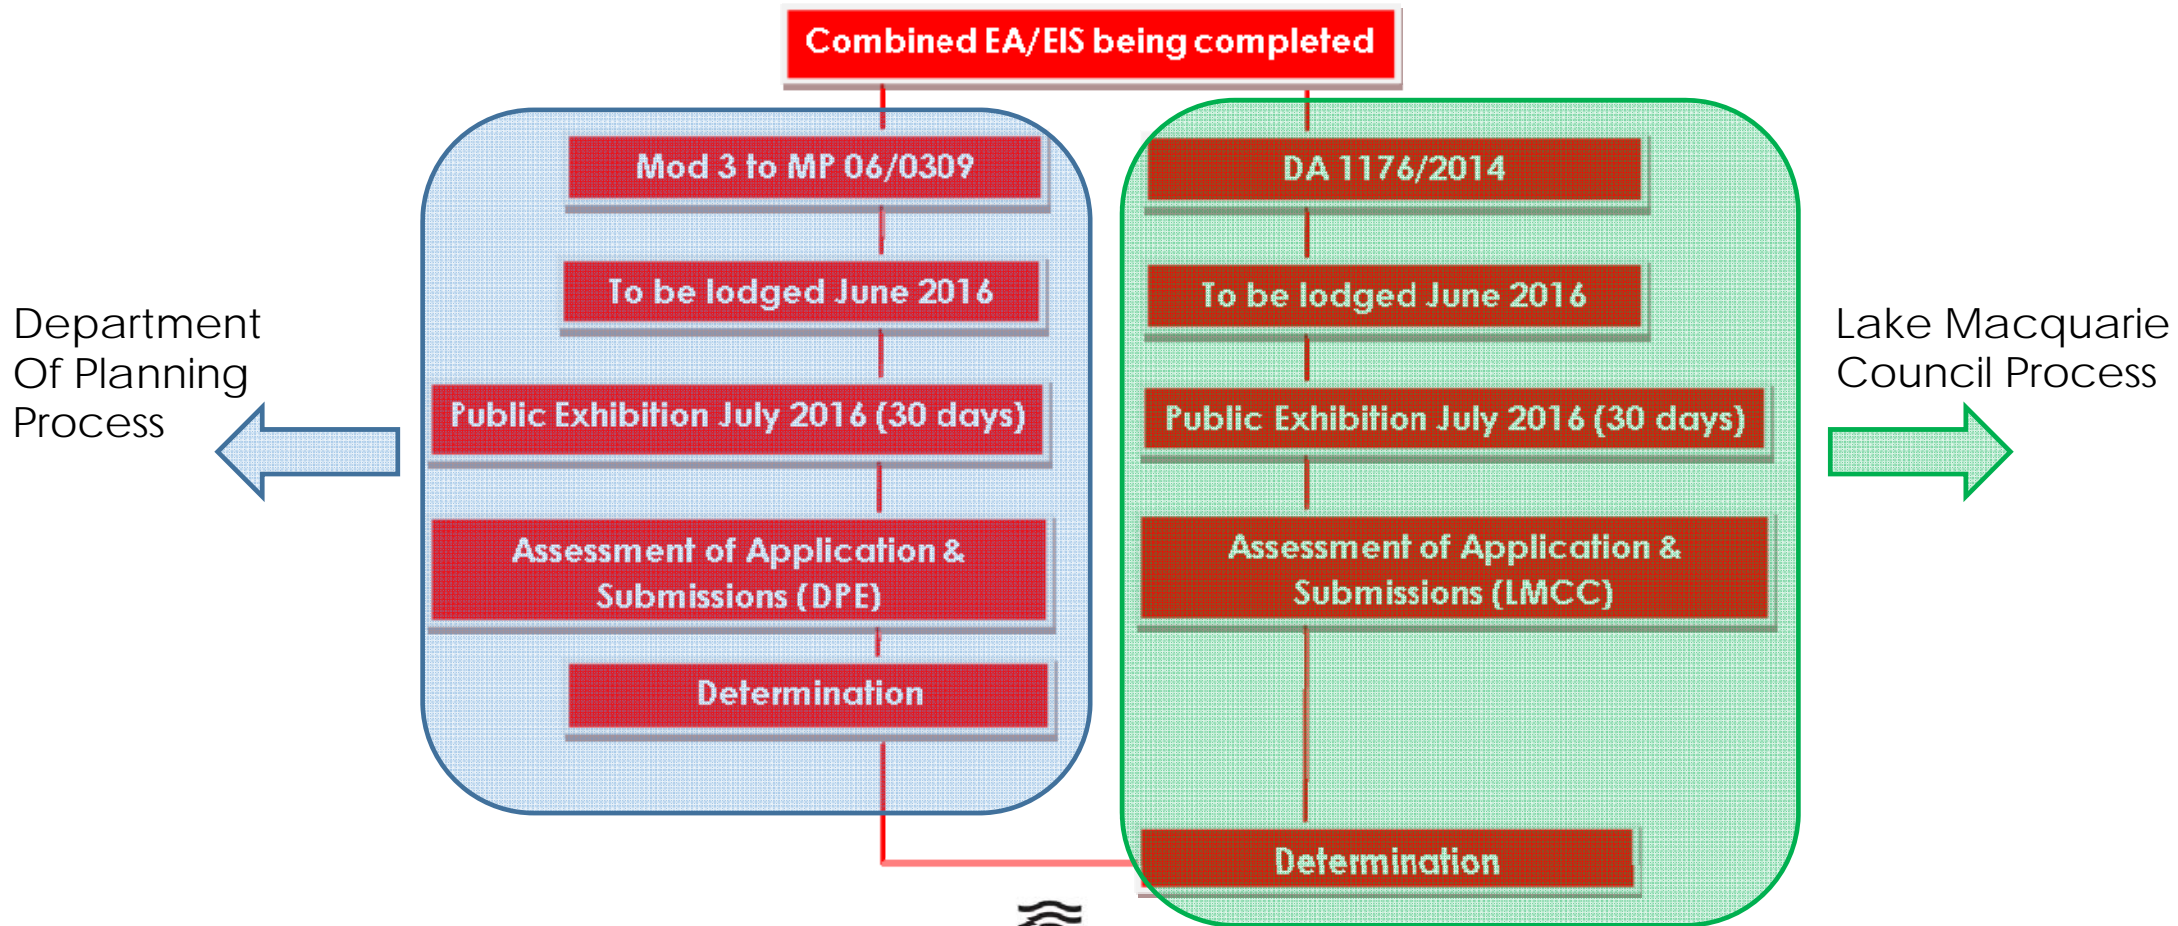 Combined EA/EIS being completed
Mod 3 to MP 06/0309
To be lodged June 2016
Public Exhibition July 2016 (30 days)
Assessment of Application &
Submissions (DPE)
Determination
DA 1176/2014
To be lodged June 2016
Public Exhibition July 2016 (30 days)
Assessment of Application &
Submissions (LMCC)
Determination
Department
Of Planning
Process
Lake Macquarie
Council Process